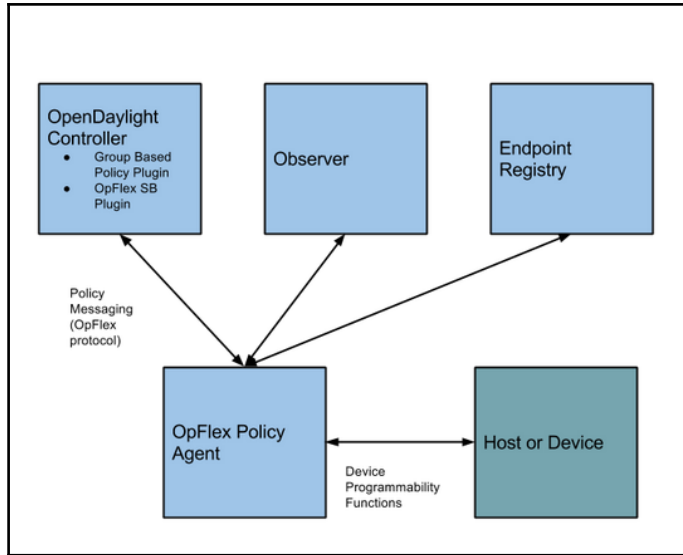 OpenDaylight
Controller
● Group Based
Policy Plugin
● OpFlex SB
Plugin
Observer
Endpoint
Registry
Policy
Messaging
(OpFlex
protocol)
OpFlex Policy
Agent
Device
Programmability
Functions
Host or Device